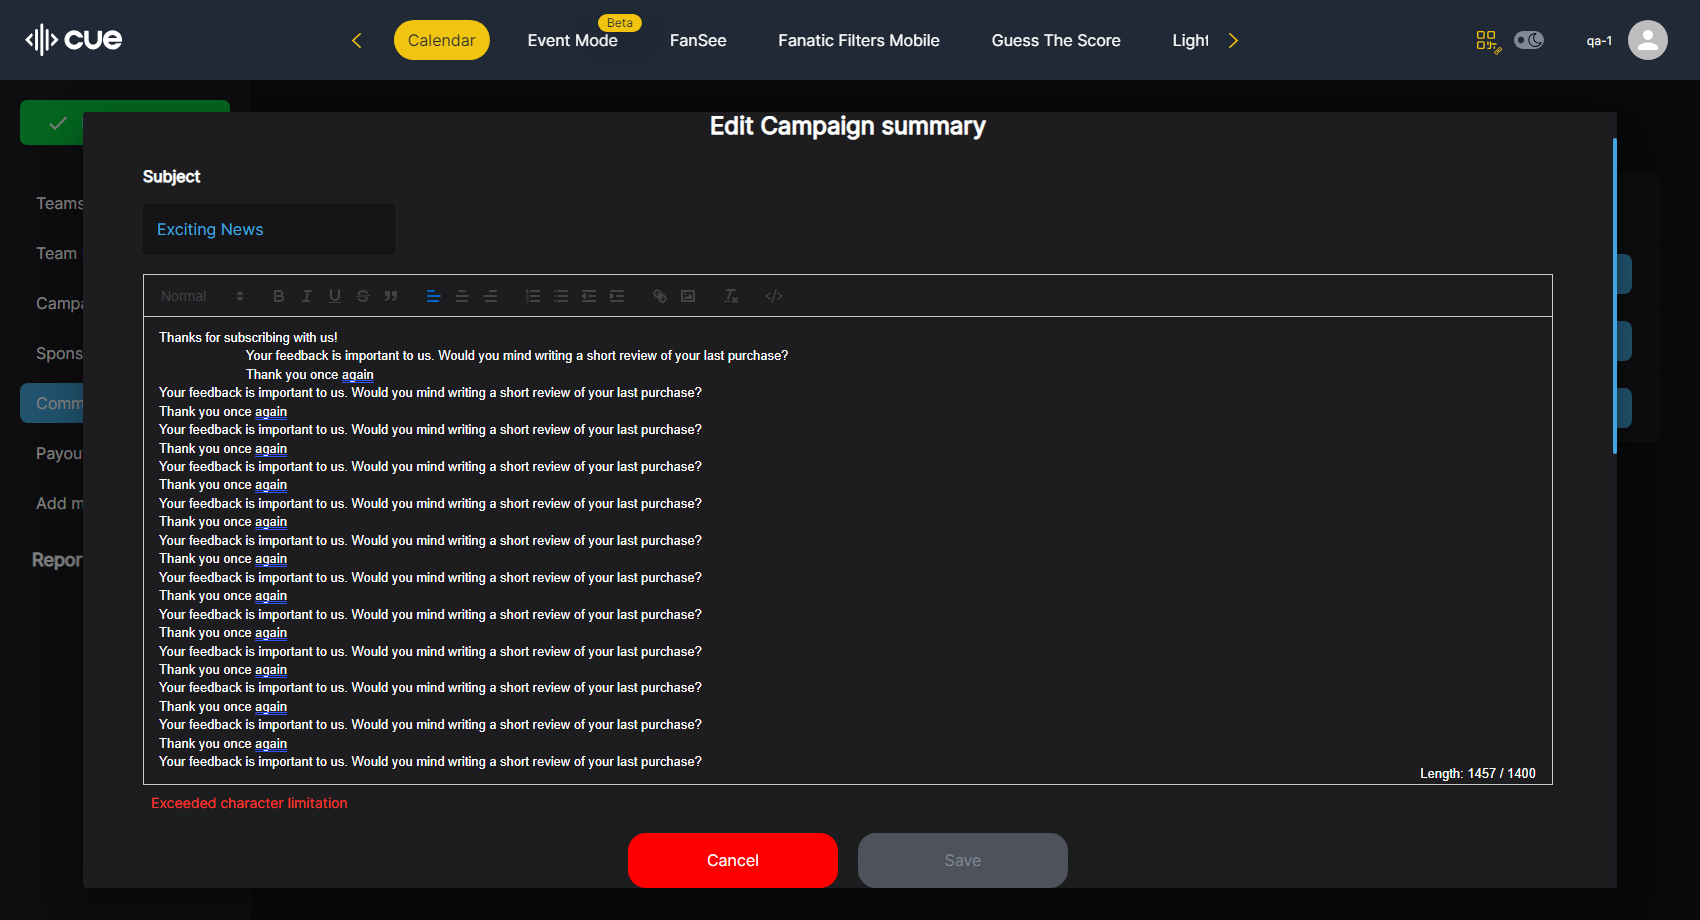 cue
Calendar
Event Mode
Beta
FanSee
Fanatic Filters Mobile
Guess The Score
Light
qa-1
Teams
Team
Campa
Spons
Comm
Payou
Add m
Repor
Edit Campaign summary
Subject
Exciting News
Normal
Thanks for subscribing with us!
Your feedback is important to us. Would you mind writing a short review of your last purchase?
Thank you once again
Your feedback is important to us. Would you mind writing a short review of your last purchase?
Thank you once again
Your feedback is important to us. Would you mind writing a short review of your last purchase?
Thank you once again
Your feedback is important to us. Would you mind writing a short review of your last purchase?
Thank you once again
Your feedback is important to us. Would you mind writing a short review of your last purchase?
Thank you once again
Your feedback is important to us. Would you mind writing a short review of your last purchase?
Thank you once again
Your feedback is important to us. Would you mind writing a short review of your last purchase?
Thank you once again
Your feedback is important to us. Would you mind writing a short review of your last purchase?
Thank you once again
Your feedback is important to us. Would you mind writing a short review of your last purchase?
Thank you once again
Your feedback is important to us. Would you mind writing a short review of your last purchase?
Thank you once again
Your feedback is important to us. Would you mind writing a short review of your last purchase?
Thank you once again
Your feedback is important to us. Would you mind writing a short review of your last purchase?
Length: 1457 / 1400
Exceeded character limitation
Cancel
Save